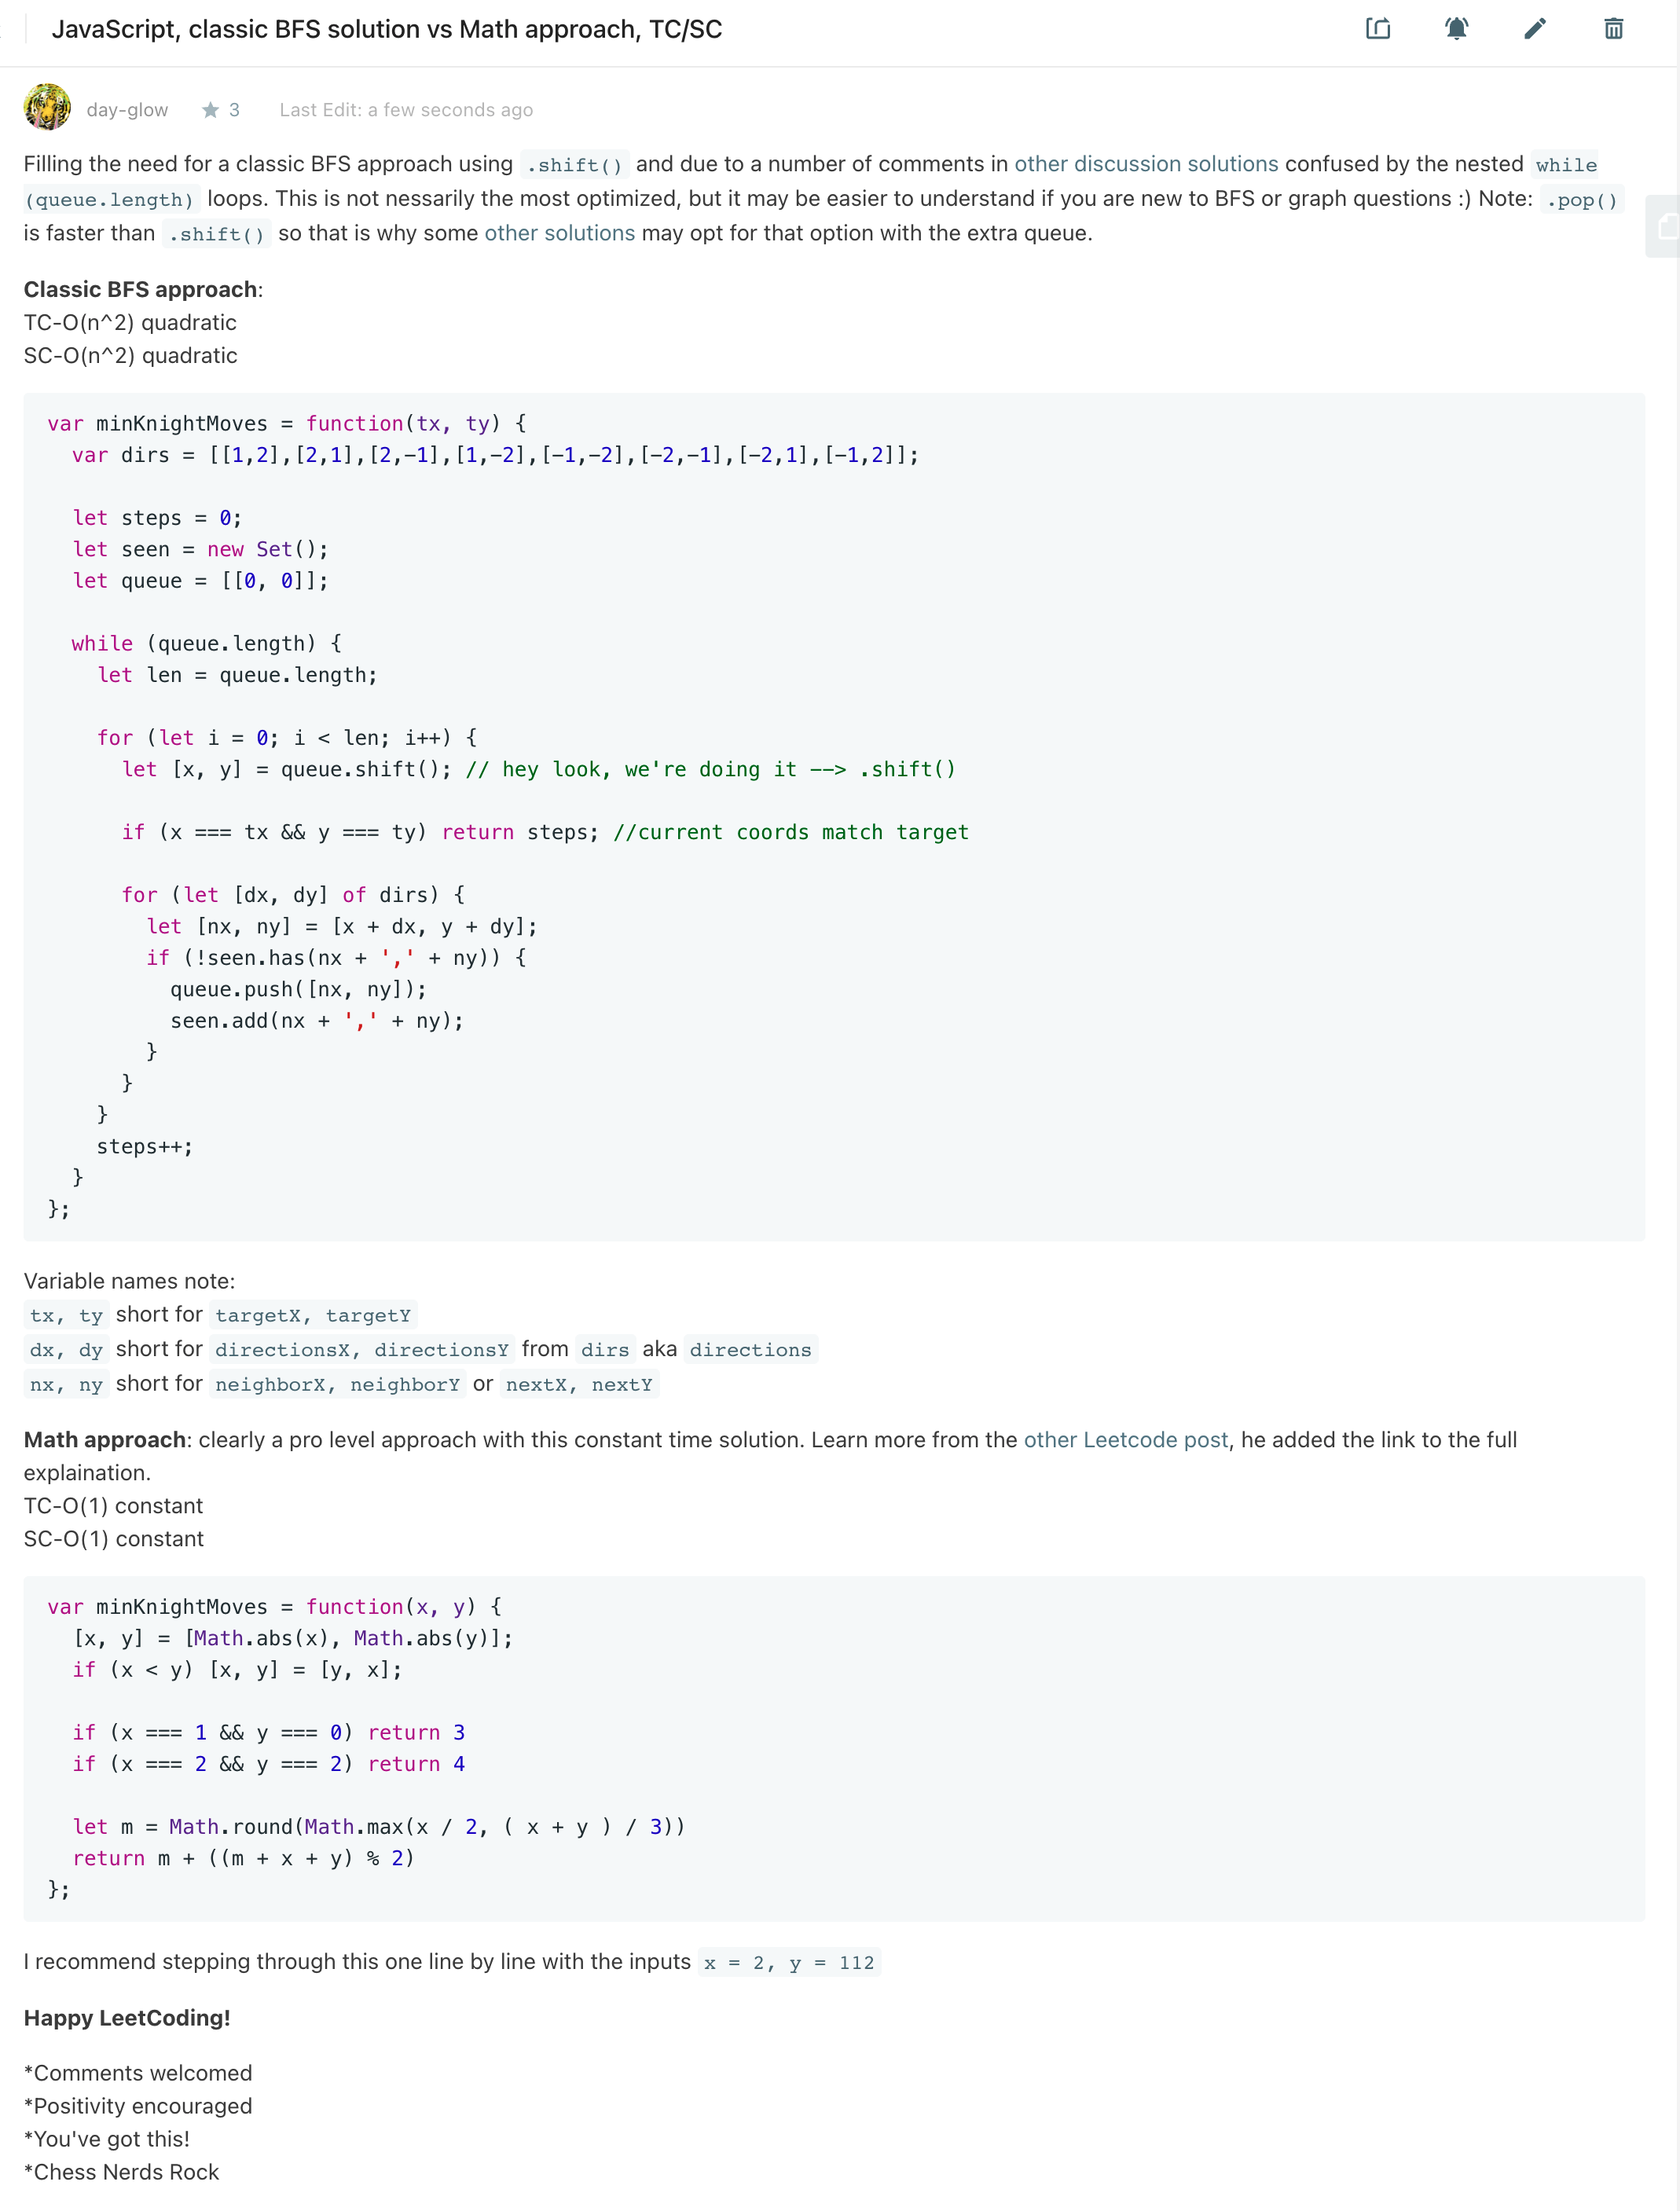 JavaScript, classic BFS solution vs Math approach, TC/SC
day-glow ★ 3 Last Edit: a few seconds ago
Filling the need for a classic BFS approach using .shift() and due to a number of comments in other discussion solutions confused by the nested while
(queue.length) loops. This is not nessarily the most optimized, but it may be easier to understand if you are new to BFS or graph questions :) Note: .pop()
is faster than .shift() so that is why some other solutions may opt for that option with the extra queue.
Classic BFS approach:
TC-O(n^2) quadratic
SC-O(n^2) quadratic
var minKnightMoves = function(tx, ty) {
  var dirs = [[1,2],[2,1],[2,-1],[1,-2],[-1,-2],[-2,-1],[-2,1],[-1,2]];
  let steps = 0;
  let seen = new Set();
  let queue = [[0, 0]];
  while (queue.length) {
    let len = queue.length;
    for (let i = 0; i < len; i++) {
      let [x, y] = queue.shift(); // hey look, we're doing it --> .shift()
      if (x === tx && y === ty) return steps; //current coords match target
      for (let [dx, dy] of dirs) {
        let [nx, ny] = [x + dx, y + dy];
        if (!seen.has(nx + ',' + ny)) {
          queue.push([nx, ny]);
          seen.add(nx + ',' + ny);
        }
      }
    }
    steps++;
  }
};
Variable names note:
tx, ty short for targetX, targetY
dx, dy short for directionsX, directionsY from dirs aka directions
nx, ny short for neighborX, neighborY or nextX, nextY
Math approach: clearly a pro level approach with this constant time solution. Learn more from the other Leetcode post, he added the link to the full
explaination.
TC-O(1) constant
SC-O(1) constant
var minKnightMoves = function(x, y) {
  [x, y] = [Math.abs(x), Math.abs(y)];
  if (x < y) [x, y] = [y, x];
  if (x === 1 && y === 0) return 3
  if (x === 2 && y === 2) return 4
  let m = Math.round(Math.max(x / 2, ( x + y ) / 3))
  return m + ((m + x + y) % 2)
};
I recommend stepping through this one line by line with the inputs x = 2, y = 112
Happy LeetCoding!
*Comments welcomed
*Positivity encouraged
*You've got this!
*Chess Nerds Rock